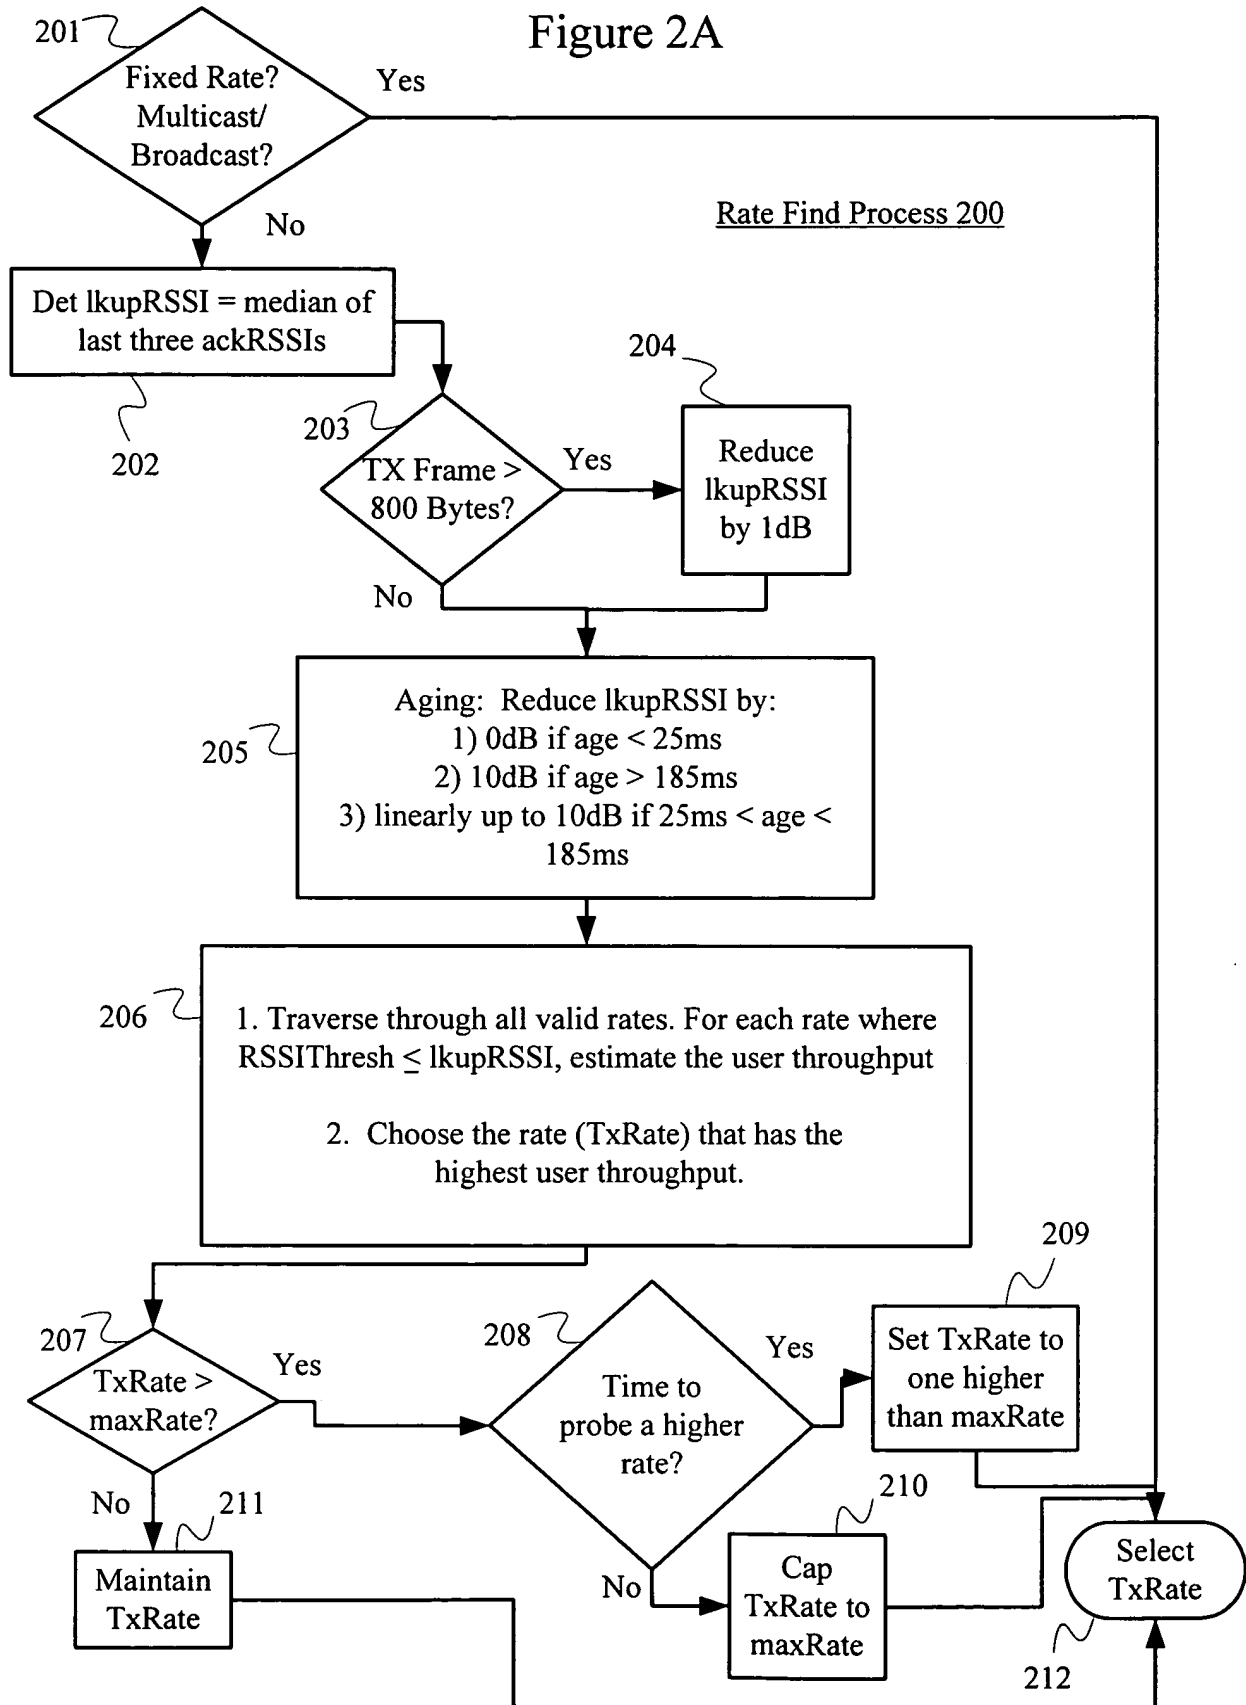 Figure 2A
201
Fixed Rate?
Multicast/
Broadcast?
Yes
No
Rate Find Process 200
Det lkupRSSI = median of
last three ackRSSIs
202
203
TX Frame >
800 Bytes?
Yes
No
204
Reduce
lkupRSSI
by 1dB
205
Aging: Reduce lkupRSSI by:
1) 0dB if age < 25ms
2) 10dB if age > 185ms
3) linearly up to 10dB if 25ms < age <
185ms
206
1. Traverse through all valid rates. For each rate where
RSSIThresh ≤ lkupRSSI, estimate the user throughput
2. Choose the rate (TxRate) that has the
highest user throughput.
207
TxRate >
maxRate?
Yes
No
208
Time to
probe a higher
rate?
Yes
No
209
Set TxRate to
one higher
than maxRate
210
Cap
TxRate to
maxRate
211
Maintain
TxRate
Select
TxRate
212